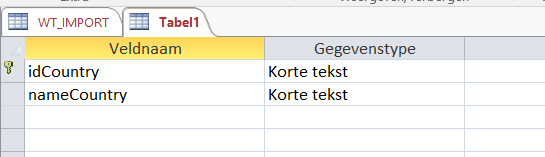 WT_IMPORT Tabel1
Veldnaam Gegevenstype
idCountry Korte tekst
nameCountry Korte tekst